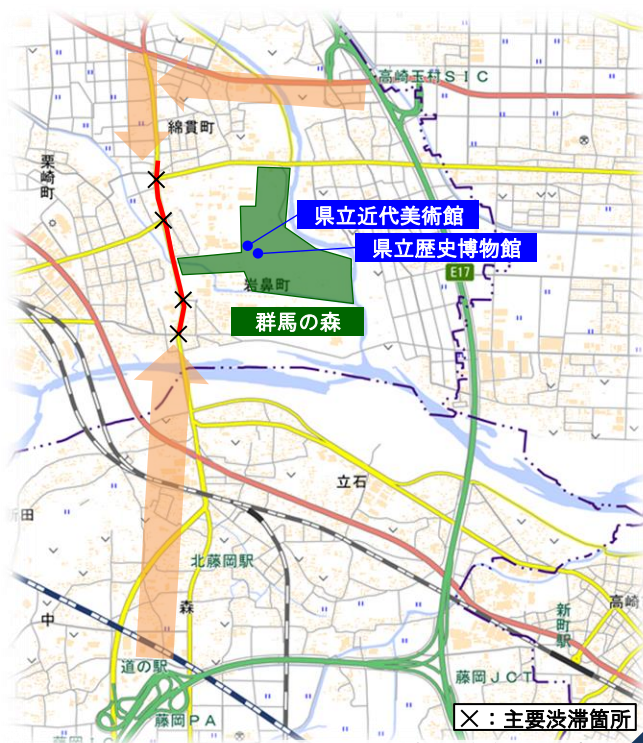 高崎玉村ＳＩＣ
綿貫町
栗崎町
県立近代美術館
県立歴史博物館
E17
岩鼻町
群馬の森
立石
新田
北藤岡駅
森
中
新町駅
高崎
道の駅
藤岡ＪＣＴ
藤岡ＰＡ
×：主要渋滞箇所